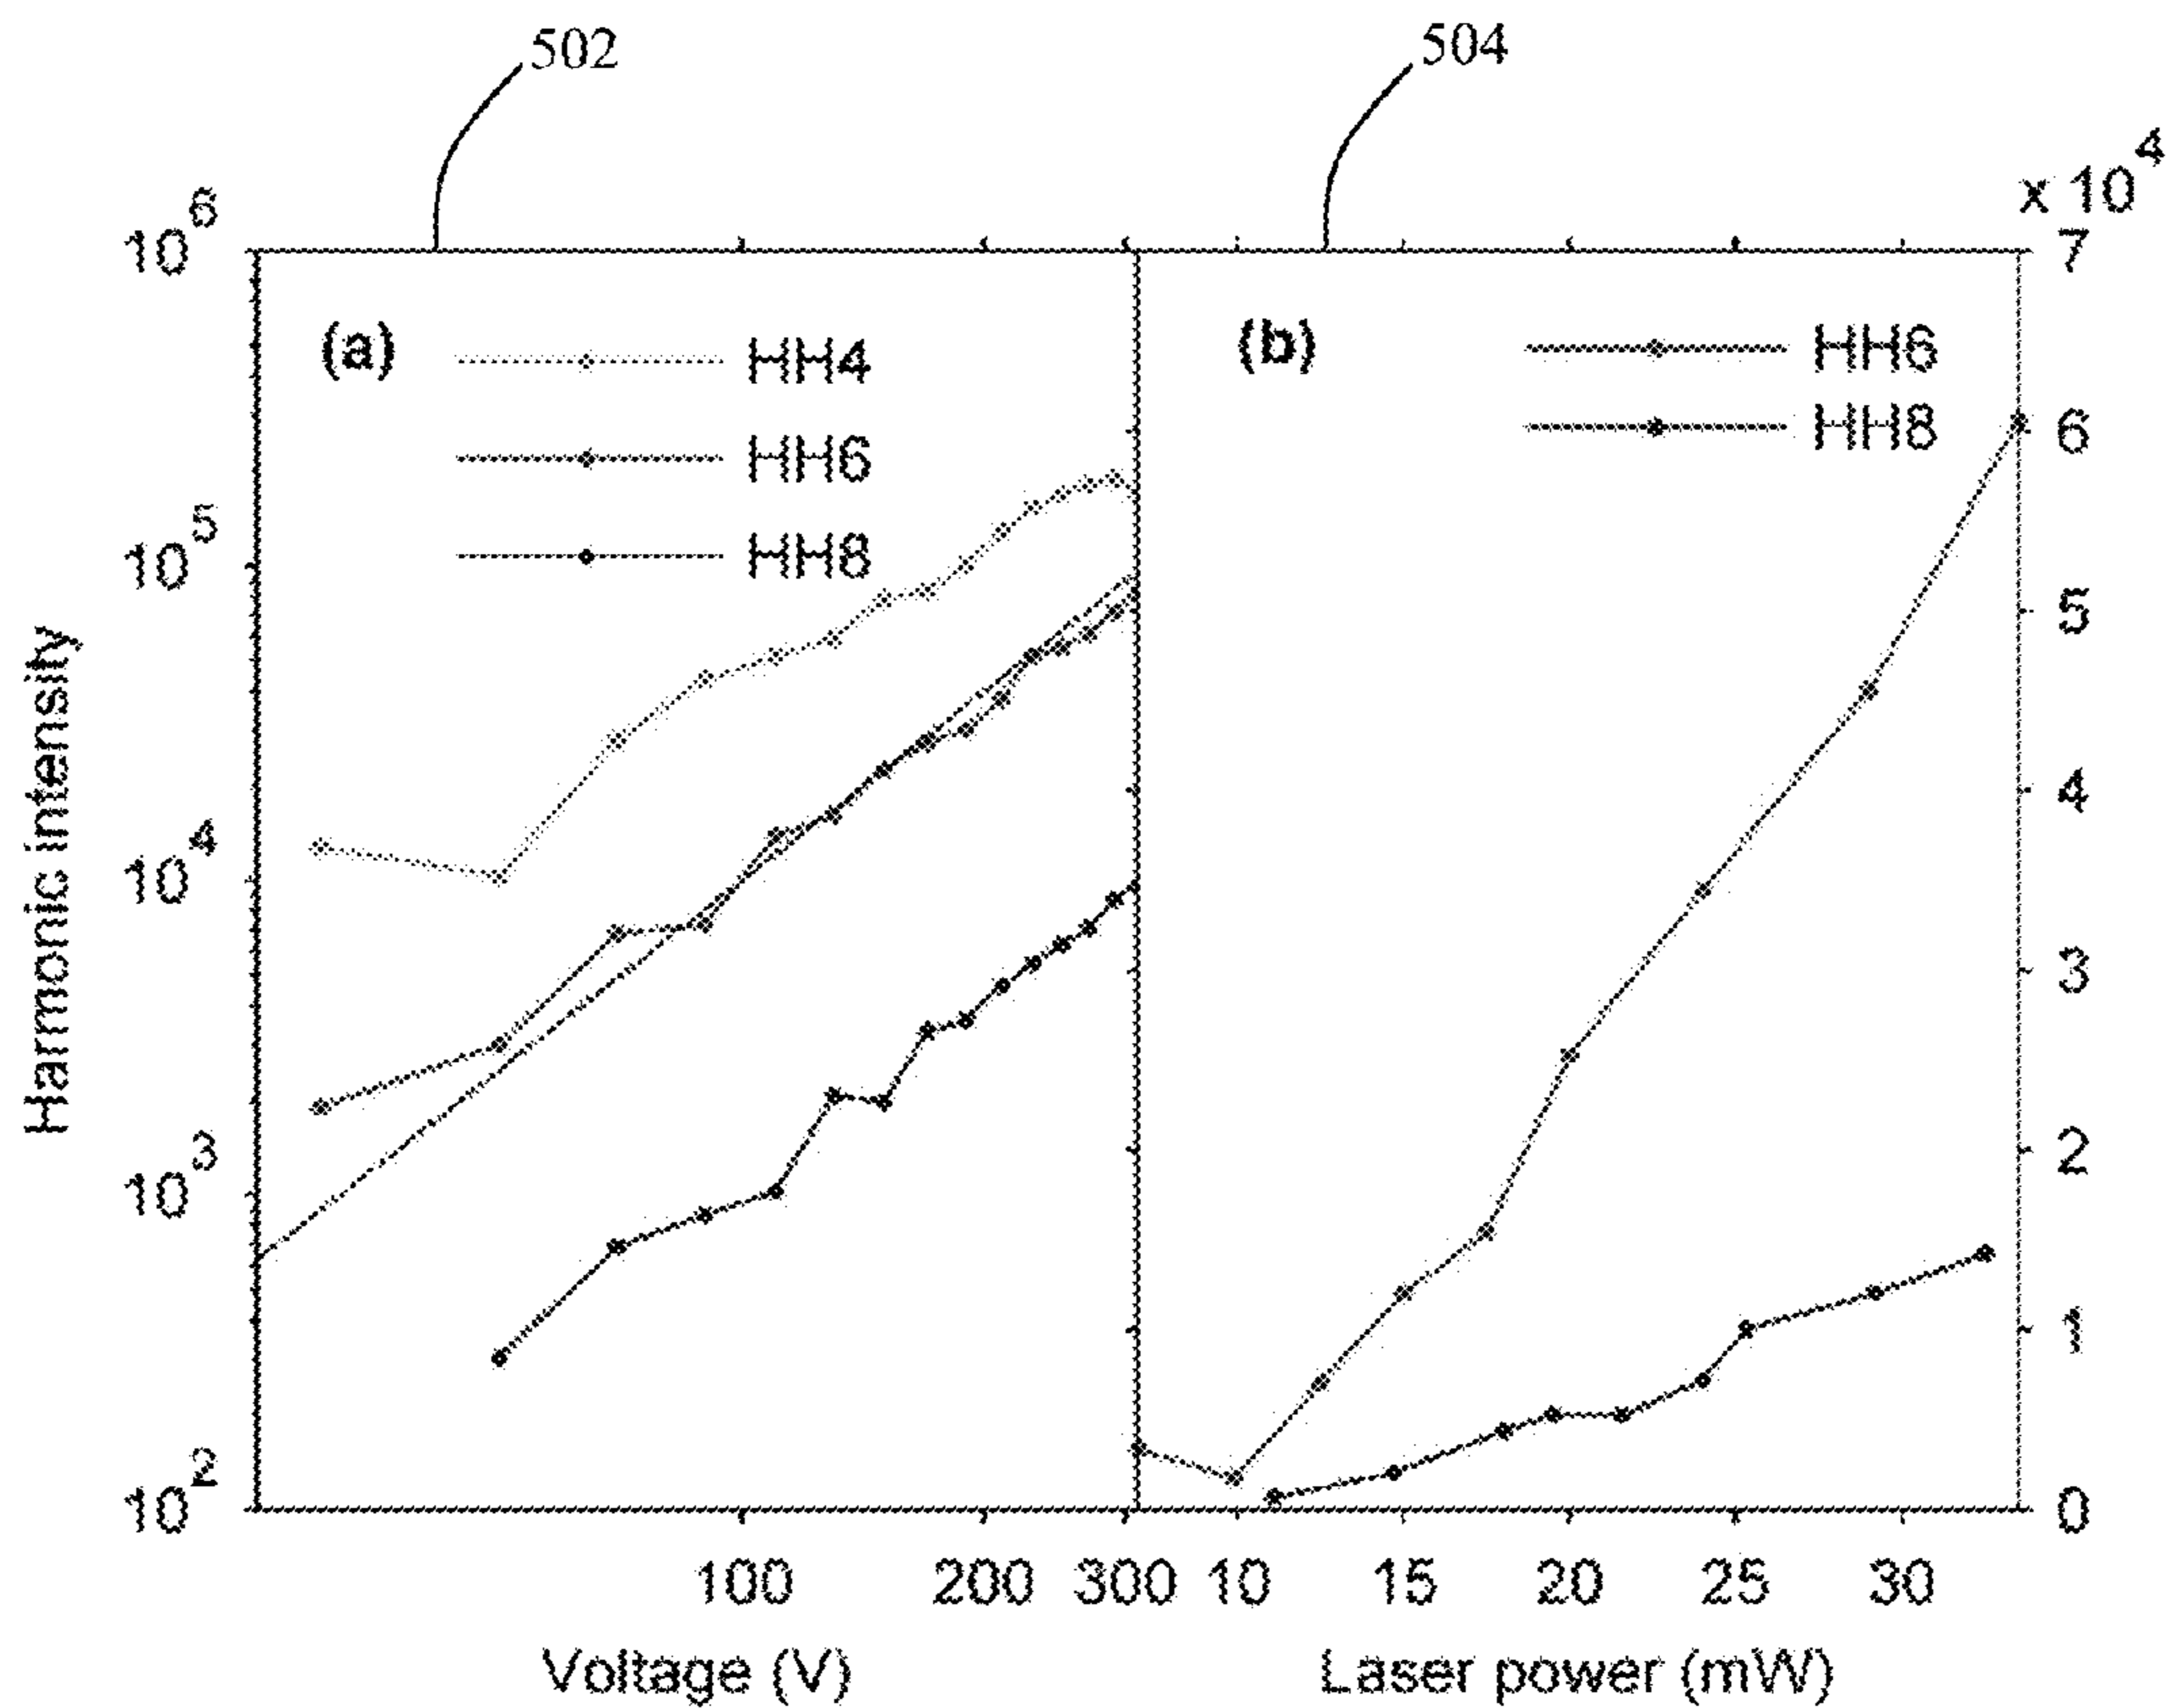 502
504
x 10^4
10^6
7
(a)
HH4
HH6
HH8
(b)
HH6
HH8
6
10^5
5
4
10^4
3
Harmonic intensity
2
10^3
1
10^2
0
100 200 300 10 15 20 25 30
Voltage (V)
Laser power (mW)